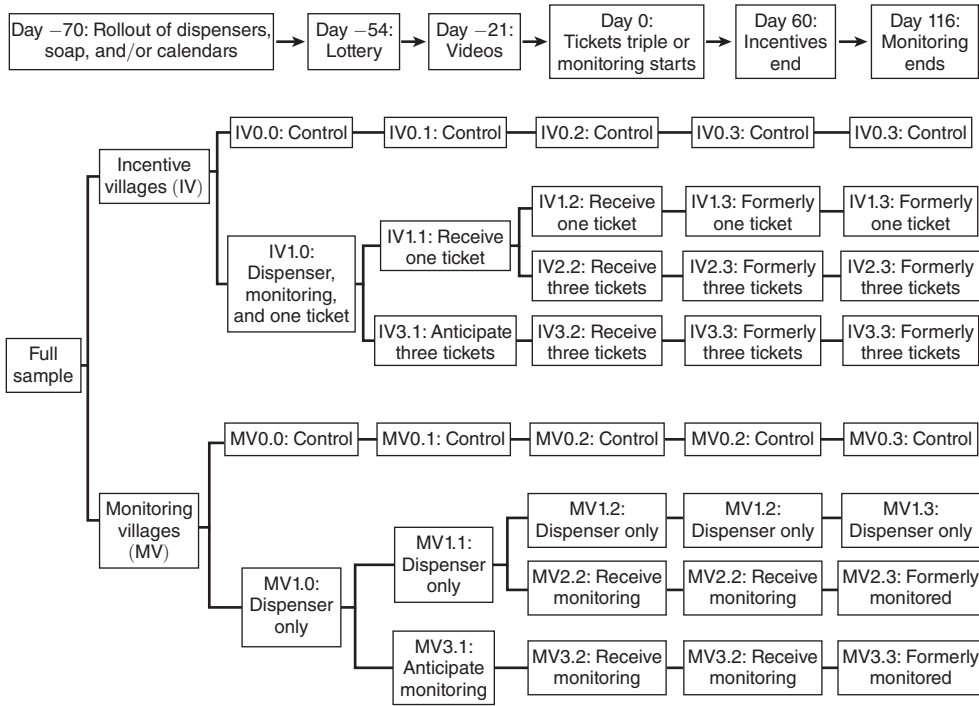 Day −70: Rollout of dispensers,
soap, and/or calendars
Day −54:
Lottery
Day −21:
Videos
Day 0:
Tickets triple or
monitoring starts
Day 60:
Incentives
end
Day 116:
Monitoring
ends
Full
sample
Incentive
villages (IV)
IV0.0: Control
IV0.1: Control
IV0.2: Control
IV0.3: Control
IV0.3: Control
IV1.0:
Dispenser,
monitoring,
and one ticket
IV1.1: Receive
one ticket
IV1.2: Receive
one ticket
IV1.3: Formerly
one ticket
IV1.3: Formerly
one ticket
IV2.2: Receive
three tickets
IV2.3: Formerly
three tickets
IV2.3: Formerly
three tickets
IV3.1: Anticipate
three tickets
IV3.2: Receive
three tickets
IV3.3: Formerly
three tickets
IV3.3: Formerly
three tickets
Monitoring
villages
(MV)
MV0.0: Control
MV0.1: Control
MV0.2: Control
MV0.2: Control
MV0.3: Control
MV1.0:
Dispenser
only
MV1.1:
Dispenser
only
MV1.2:
Dispenser only
MV1.2:
Dispenser only
MV1.3:
Dispenser only
MV2.2: Receive
monitoring
MV2.2: Receive
monitoring
MV2.3: Formerly
monitored
MV3.1:
Anticipate
monitoring
MV3.2: Receive
monitoring
MV3.2: Receive
monitoring
MV3.3: Formerly
monitored